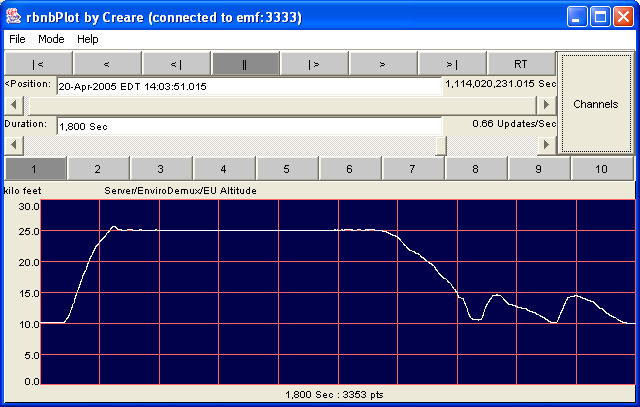 rbnbPlot by Creare (connected to emf:3333)
File Mode Help
|< < <| || |> > >| RT
<Position: 20-Apr-2005 EDT 14:03:51.015 1,114,020,231.015 Sec
Channels
Duration: 1,800 Sec 0.66 Updates/Sec
1 2 3 4 5 6 7 8 9 10
kilo feet Server/EnviroDemux/EU Altitude
30.0
25.0
20.0
15.0
10.0
5.0
0.0
1,800 Sec : 3353 pts